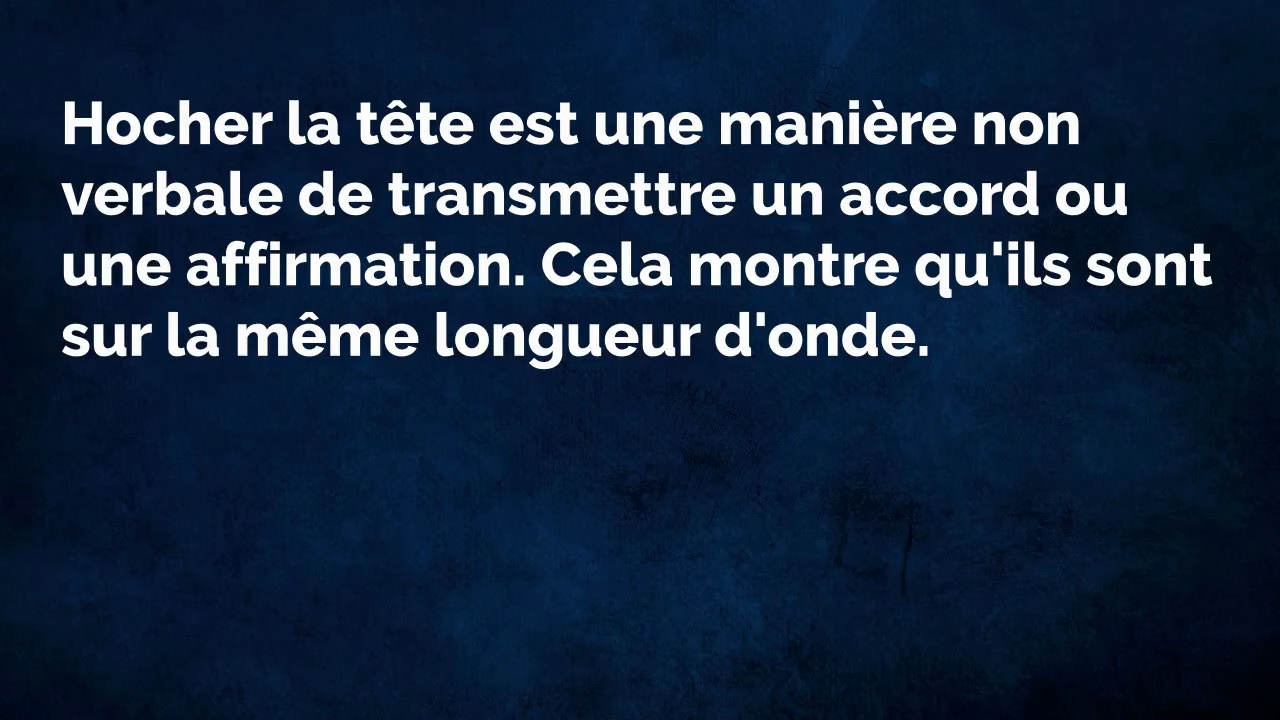 Hocher la tête est une manière non
verbale de transmettre un accord ou
une affirmation. Cela montre qu'ils sont
sur la même longueur d'onde.